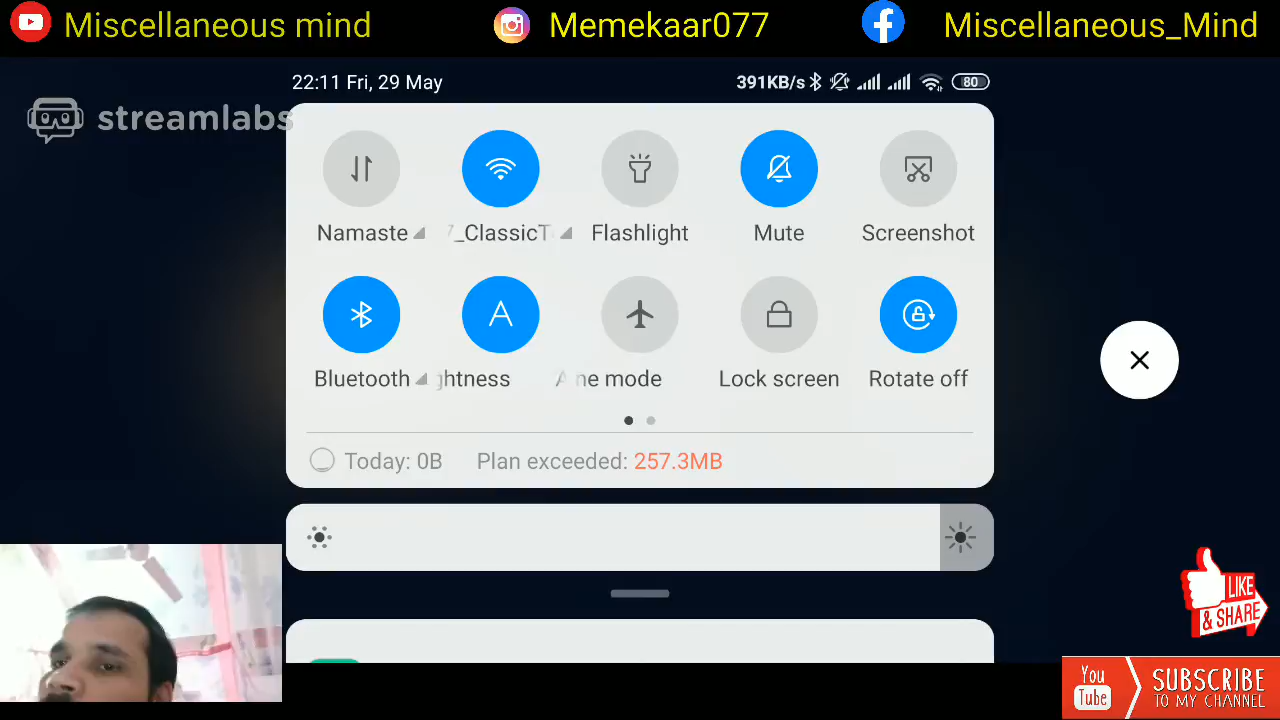 Miscellaneous mind
Memekaar077
Miscellaneous_Mind
22:11 Fri, 29 May
391KB/s
80
streamlabs
Namaste
_ClassicT
Flashlight
Mute
Screenshot
Bluetooth
A
ghtness
A ne mode
Lock screen
Rotate off
Today: 0B
Plan exceeded: 257.3MB
LIKE
& SHARE
You
Tube
SUBSCRIBE
TO MY CHANNEL